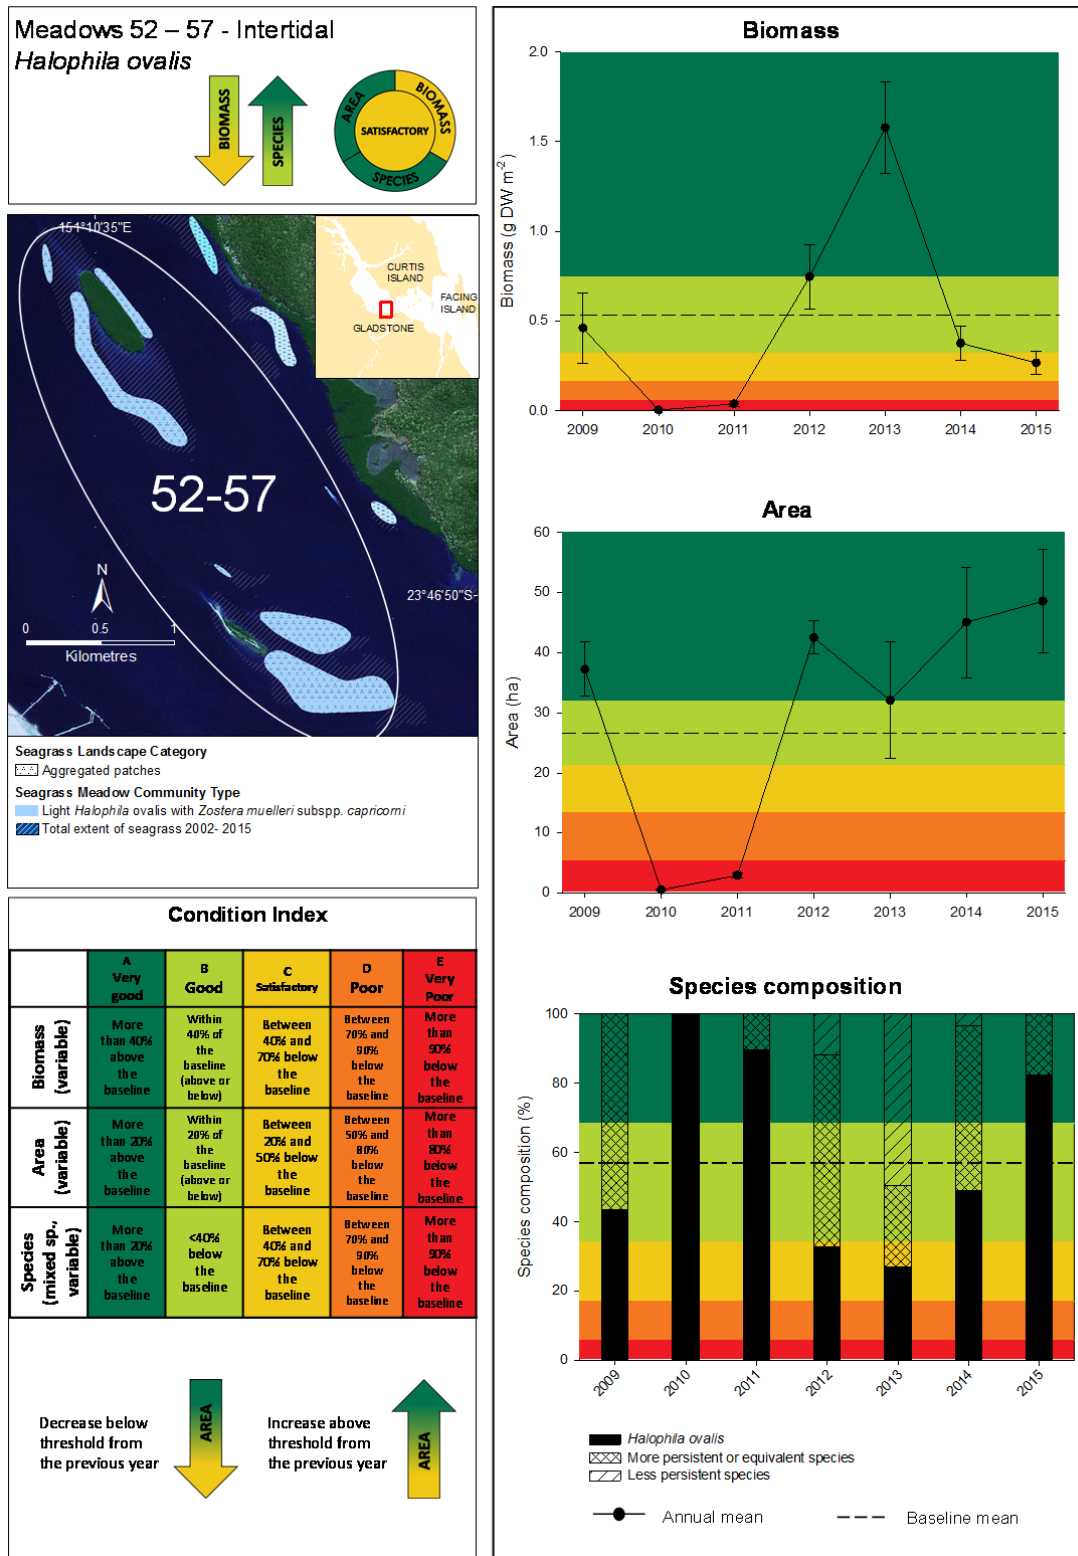 Meadows 52 – 57 - Intertidal
Halophila ovalis
BIOMASS
SPECIES
AREA
BIOMASS
SATISFACTORY
SPECIES
151°10'35"E
CURTIS
ISLAND
FACING
ISLAND
GLADSTONE
52-57
N
23°46'50"S
0 0.5 1
Kilometres
Seagrass Landscape Category
Aggregated patches
Seagrass Meadow Community Type
Light Halophila ovalis with Zostera muelleri subspp. capricorni
Total extent of seagrass 2002- 2015
Condition Index
A
Very
good
B
Good
C
Satisfactory
D
Poor
E
Very
Poor
Biomass
(variable)
More
than 40%
above
the
baseline
Within
40% of
the
baseline
(above or
below)
Between
40% and
70% below
the
baseline
Between
70% and
90%
below
the
baseline
More
than
90%
below
the
baseline
Area
(variable)
More
than 20%
above
the
baseline
Within
20% of
the
baseline
(above or
below)
Between
20% and
50% below
the
baseline
Between
50% and
80%
below
the
baseline
More
than
80%
below
the
baseline
Species
(mixed sp.,
variable)
More
than 20%
above
the
baseline
<40%
below
the
baseline
Between
40% and
70% below
the
baseline
Between
70% and
90%
below
the
baseline
More
than
90%
below
the
baseline
Decrease below
threshold from
the previous year
AREA
Increase above
threshold from
the previous year
AREA
Biomass
Biomass (g DW m-2)
2.0
1.5
1.0
0.5
0.0
2009 2010 2011 2012 2013 2014 2015
Area
Area (ha)
60
50
40
30
20
10
0
2009 2010 2011 2012 2013 2014 2015
Species composition
Species composition (%)
100
80
60
40
20
0
2009 2010 2011 2012 2013 2014 2015
Halophila ovalis
More persistent or equivalent species
Less persistent species
Annual mean
Baseline mean